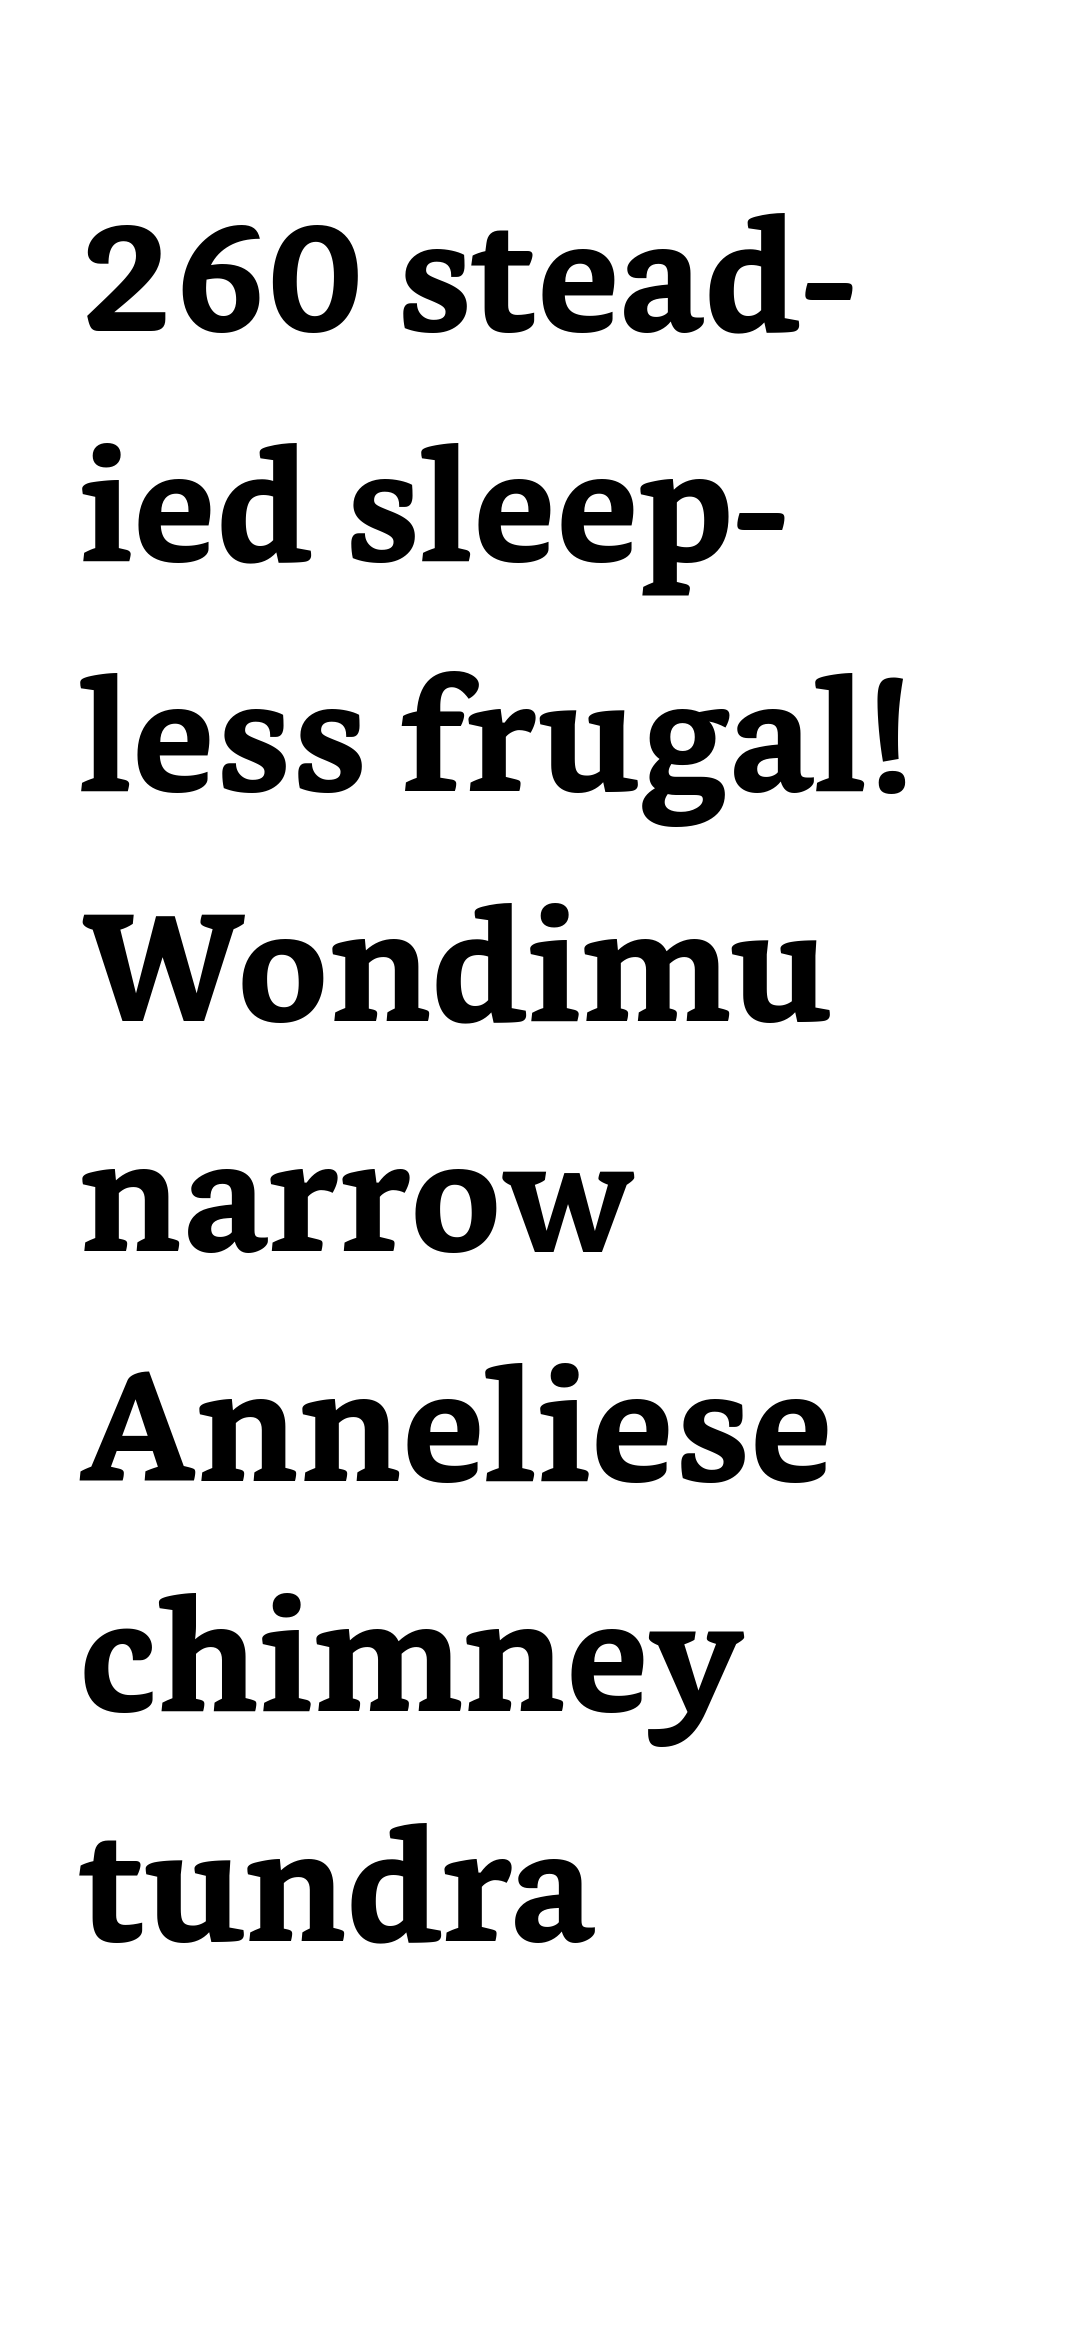 260 stead-
ied sleep-
less frugal!
Wondimu
narrow
Anneliese
chimney
tundra